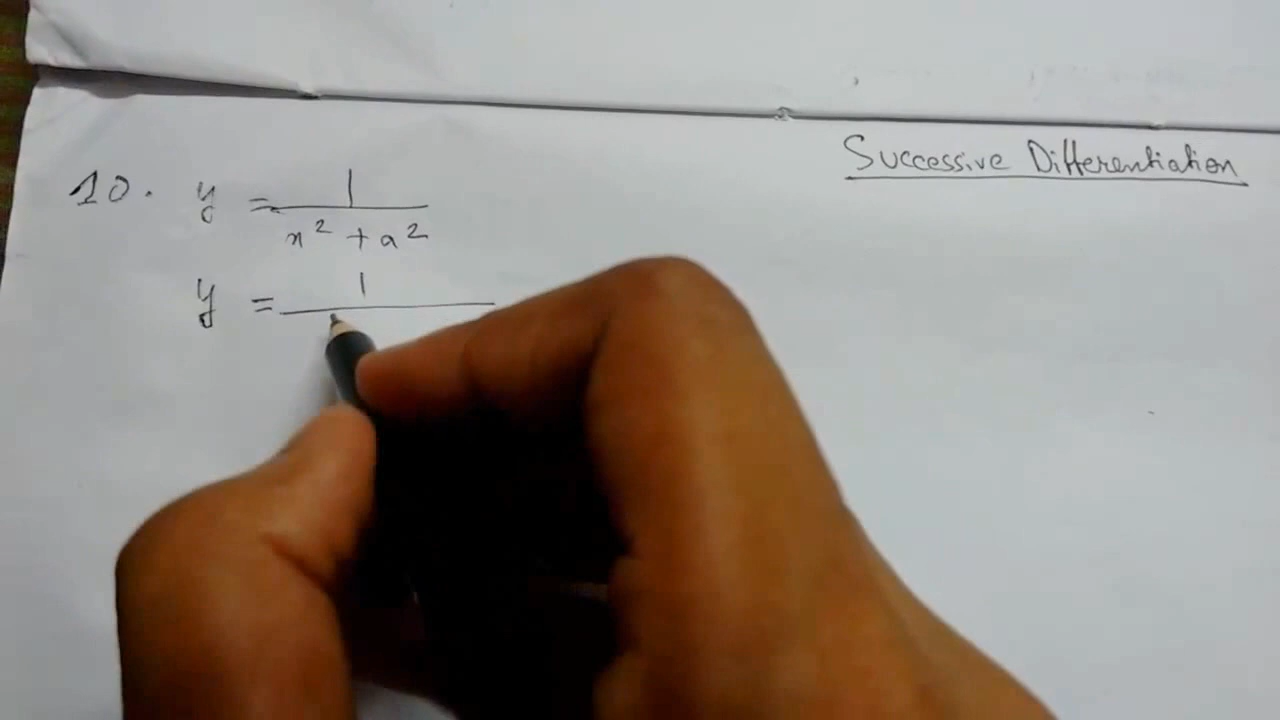 Successive Differentiation
10. y = 1 / x² + a²
y = 1